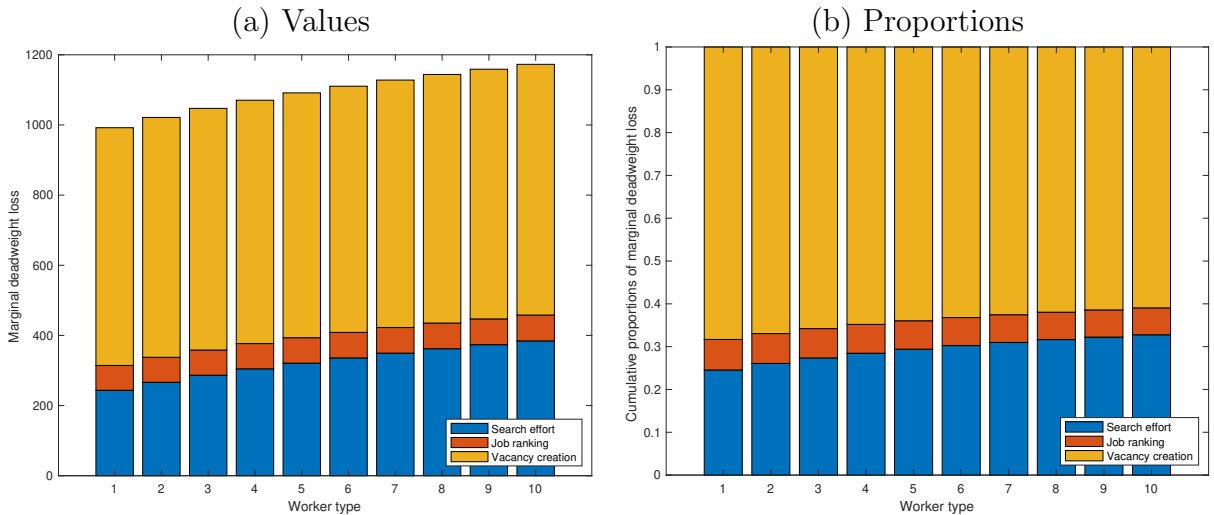 (a) Values
1200
1000
800
600
400
200
0
Marginal deadweight loss
1 2 3 4 5 6 7 8 9 10
Worker type
Search effort
Job ranking
Vacancy creation
(b) Proportions
1
0.9
0.8
0.7
0.6
0.5
0.4
0.3
0.2
0.1
0
Cumulative proportions of marginal deadweight loss
1 2 3 4 5 6 7 8 9 10
Worker type
Search effort
Job ranking
Vacancy creation